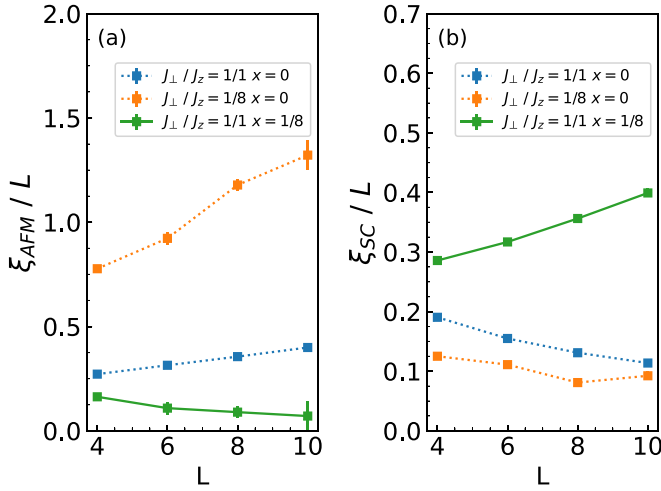 (a)
J⊥ / Jz = 1/1 x = 0
J⊥ / Jz = 1/8 x = 0
J⊥ / Jz = 1/1 x = 1/8
ξAFM / L
2.0
1.5
1.0
0.5
0.0
4 6 8 10
L
(b)
J⊥ / Jz = 1/1 x = 0
J⊥ / Jz = 1/8 x = 0
J⊥ / Jz = 1/1 x = 1/8
ξSC / L
0.7
0.6
0.5
0.4
0.3
0.2
0.1
0.0
4 6 8 10
L